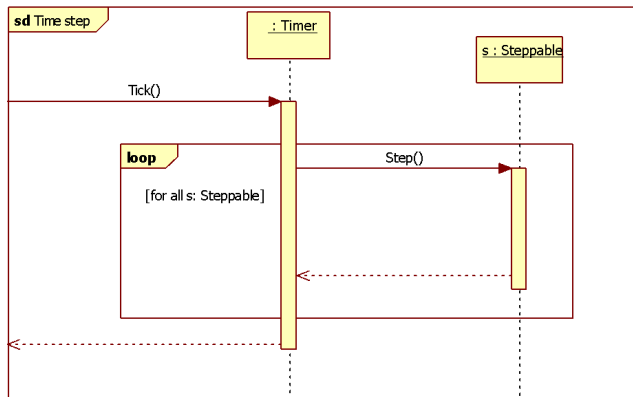 sd Time step
: Timer
s : Steppable
Tick()
loop
Step()
[for all s: Steppable]